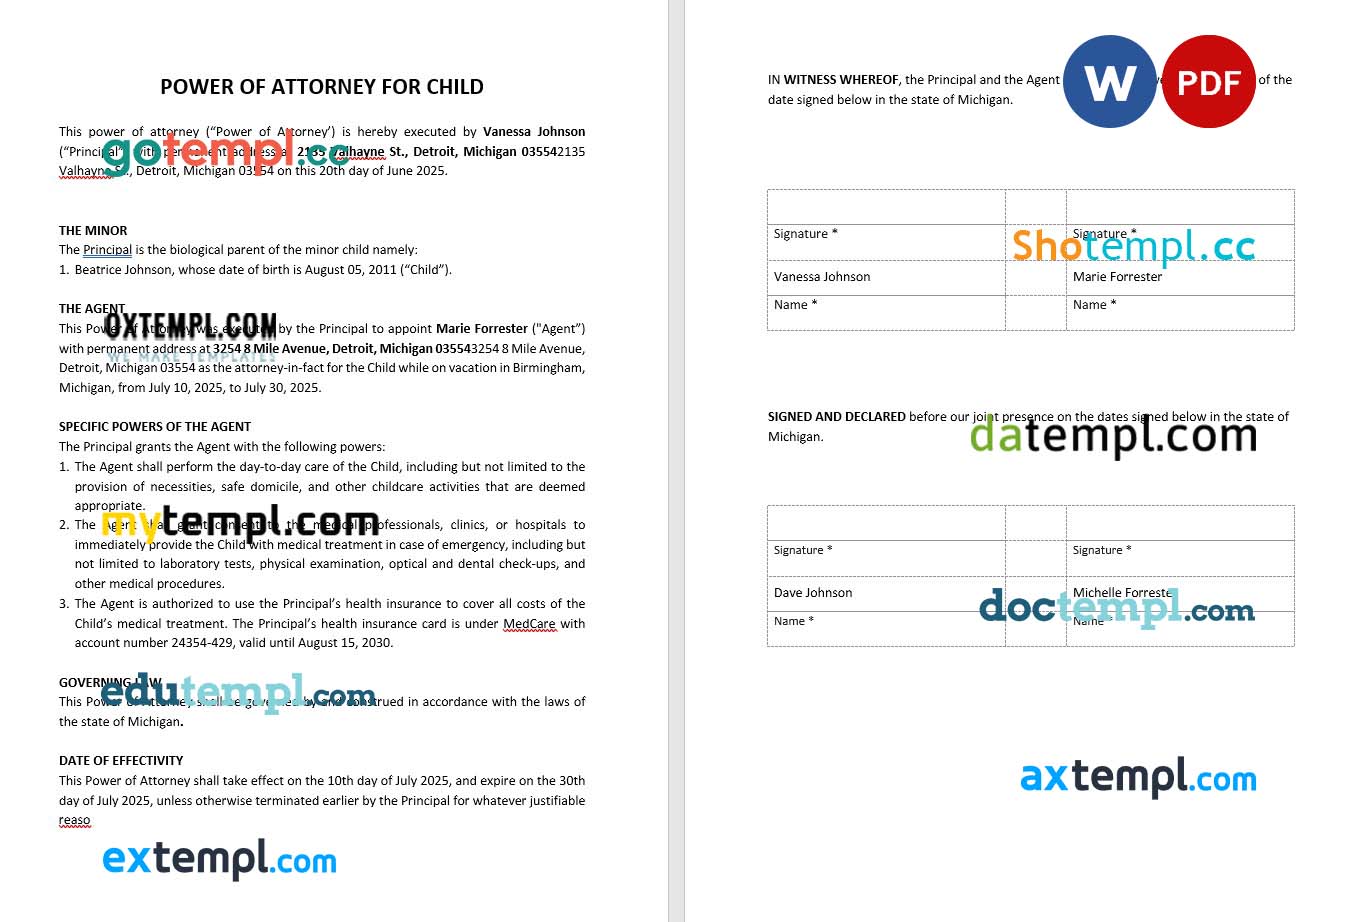 POWER OF ATTORNEY FOR CHILD
This power of attorney (“Power of Attorney’) is hereby executed by Vanessa Johnson
(“Principal”) with permanent address at 2135 Valhayne St., Detroit, Michigan 035542135
Valhayne St., Detroit, Michigan 03554 on this 20th day of June 2025.
gotempl.cc
THE MINOR
The Principal is the biological parent of the minor child namely:
1. Beatrice Johnson, whose date of birth is August 05, 2011 (“Child”).
THE AGENT
This Power of Attorney was executed by the Principal to appoint Marie Forrester ("Agent”)
with permanent address at 3254 8 Mile Avenue, Detroit, Michigan 035543254 8 Mile Avenue,
Detroit, Michigan 03554 as the attorney-in-fact for the Child while on vacation in Birmingham,
Michigan, from July 10, 2025, to July 30, 2025.
OXTEMPL.COM
WE MAKE TEMPLATES
SPECIFIC POWERS OF THE AGENT
The Principal grants the Agent with the following powers:
1. The Agent shall perform the day-to-day care of the Child, including but not limited to the
provision of necessities, safe domicile, and other childcare activities that are deemed
appropriate.
2. The Agent shall grant consent to the medical professionals, clinics, or hospitals to
immediately provide the Child with medical treatment in case of emergency, including but
not limited to laboratory tests, physical examination, optical and dental check-ups, and
other medical procedures.
mytempl.com
3. The Agent is authorized to use the Principal’s health insurance to cover all costs of the
Child’s medical treatment. The Principal’s health insurance card is under MedCare with
account number 24354-429, valid until August 15, 2030.
GOVERNING LAW
This Power of Attorney shall be governed by and construed in accordance with the laws of
the state of Michigan.
edutempl.com
DATE OF EFFECTIVITY
This Power of Attorney shall take effect on the 10th day of July 2025, and expire on the 30th
day of July 2025, unless otherwise terminated earlier by the Principal for whatever justifiable
reaso
extempl.com
IN WITNESS WHEREOF, the Principal and the Agent of the
date signed below in the state of Michigan.
W PDF
Signature * Signature *
Shotempl.cc
Vanessa Johnson Marie Forrester
Name * Name *
SIGNED AND DECLARED before our joint presence on the dates signed below in the state of
Michigan.
datempl.com
Signature * Signature *
Dave Johnson Michelle Forreste
doctempl.com
Name * Name *
axtempl.com